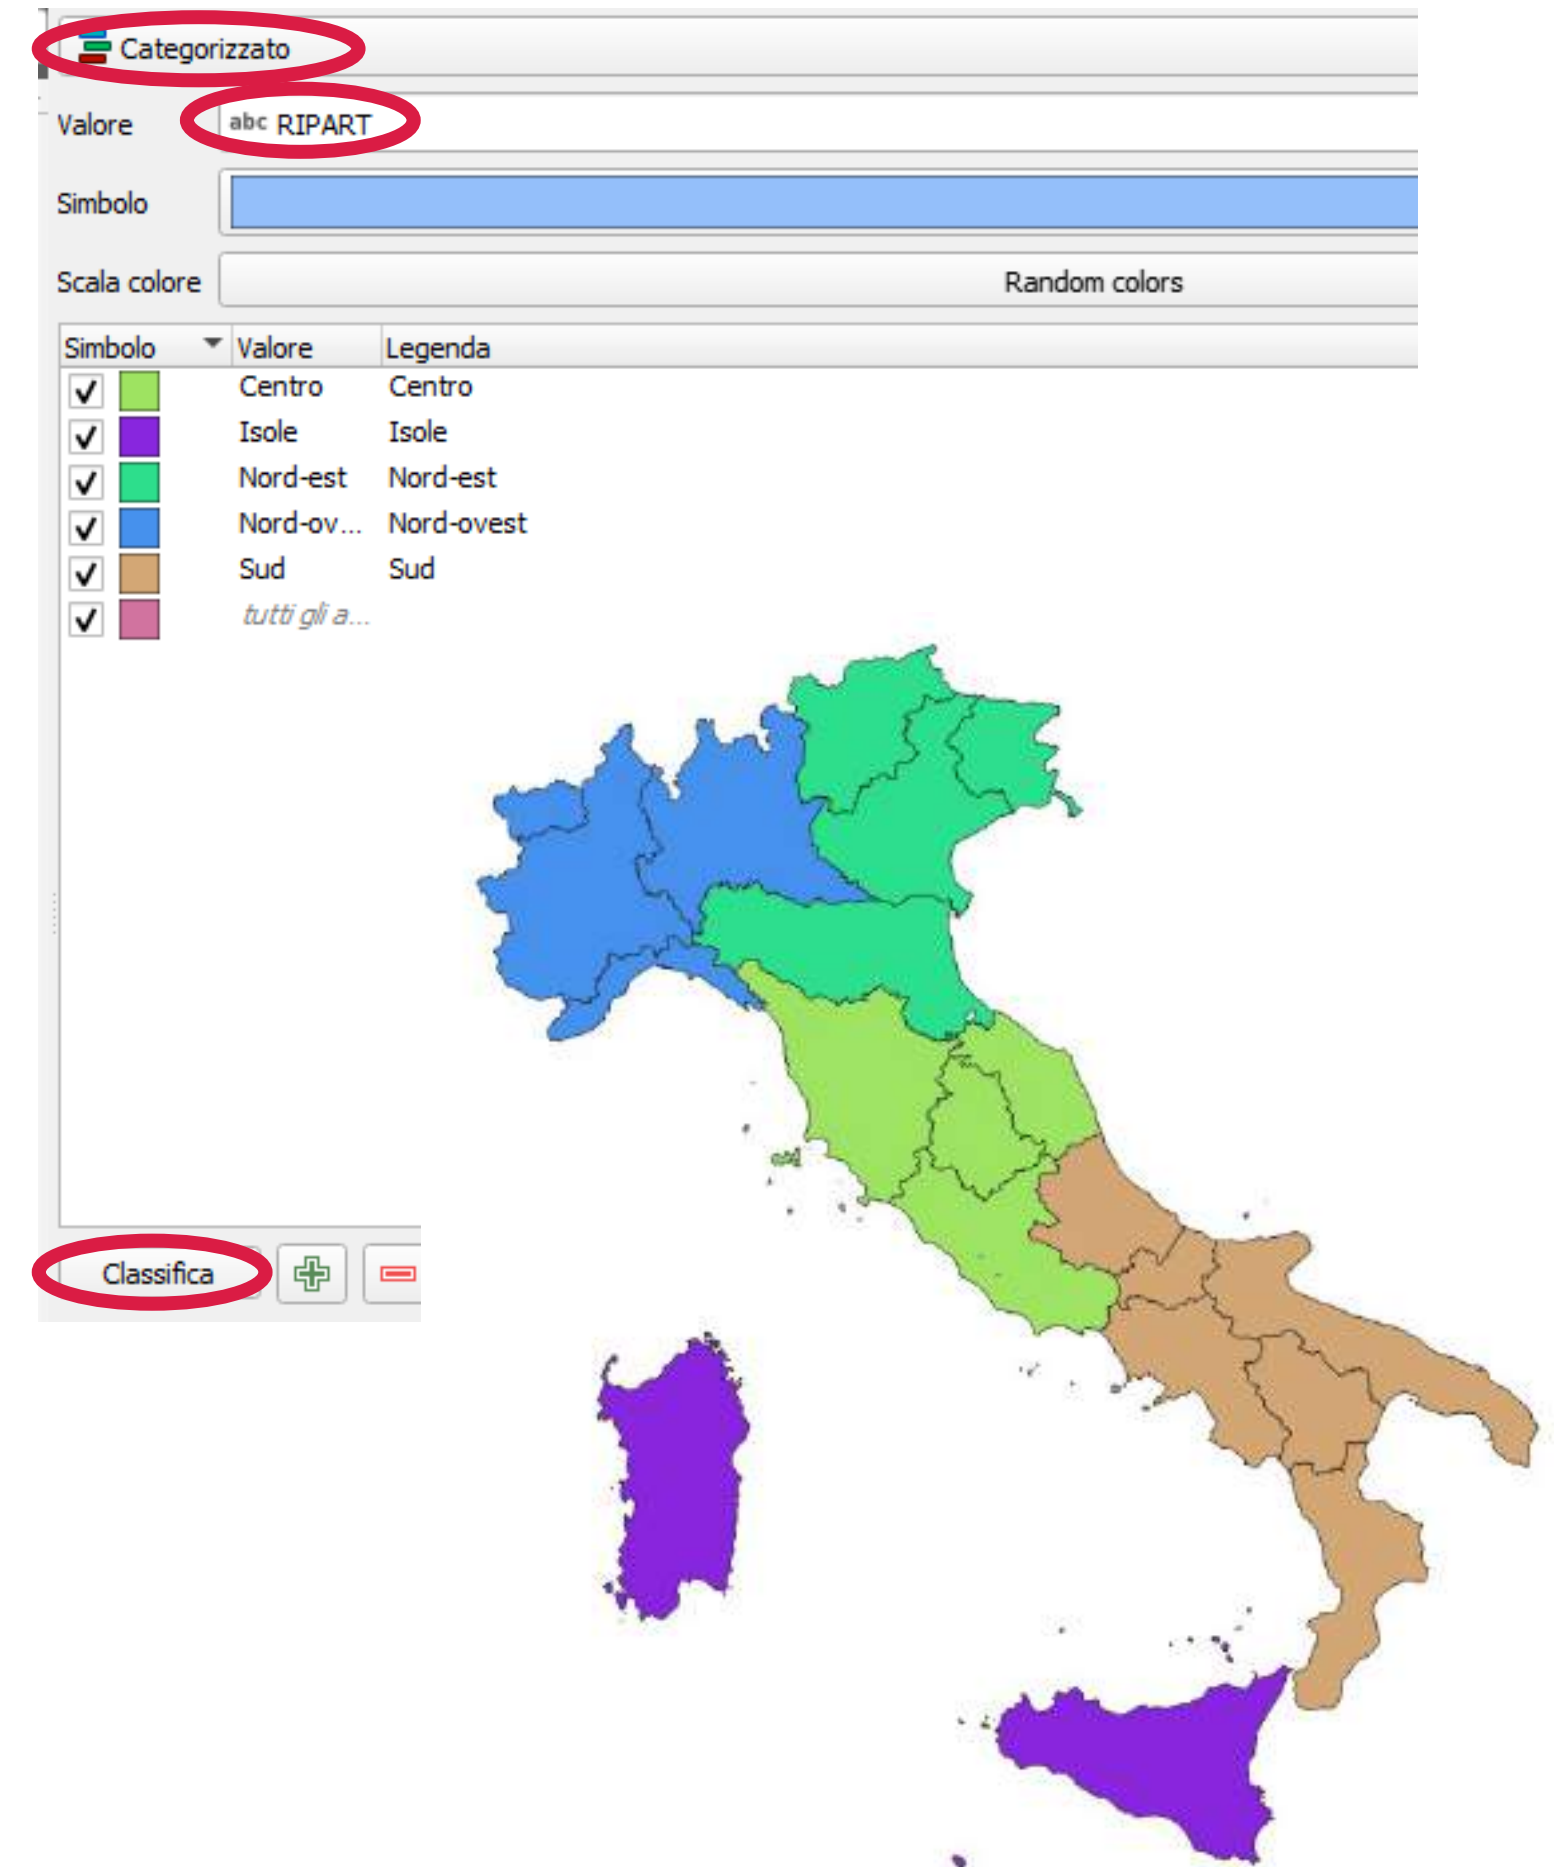 Categorizzato
Valore abc RIPART
Simbolo
Scala colore Random colors
Simbolo Valore Legenda
Centro Centro
Isole Isole
Nord-est Nord-est
Nord-ov... Nord-ovest
Sud Sud
tutti gli a...
Classifica